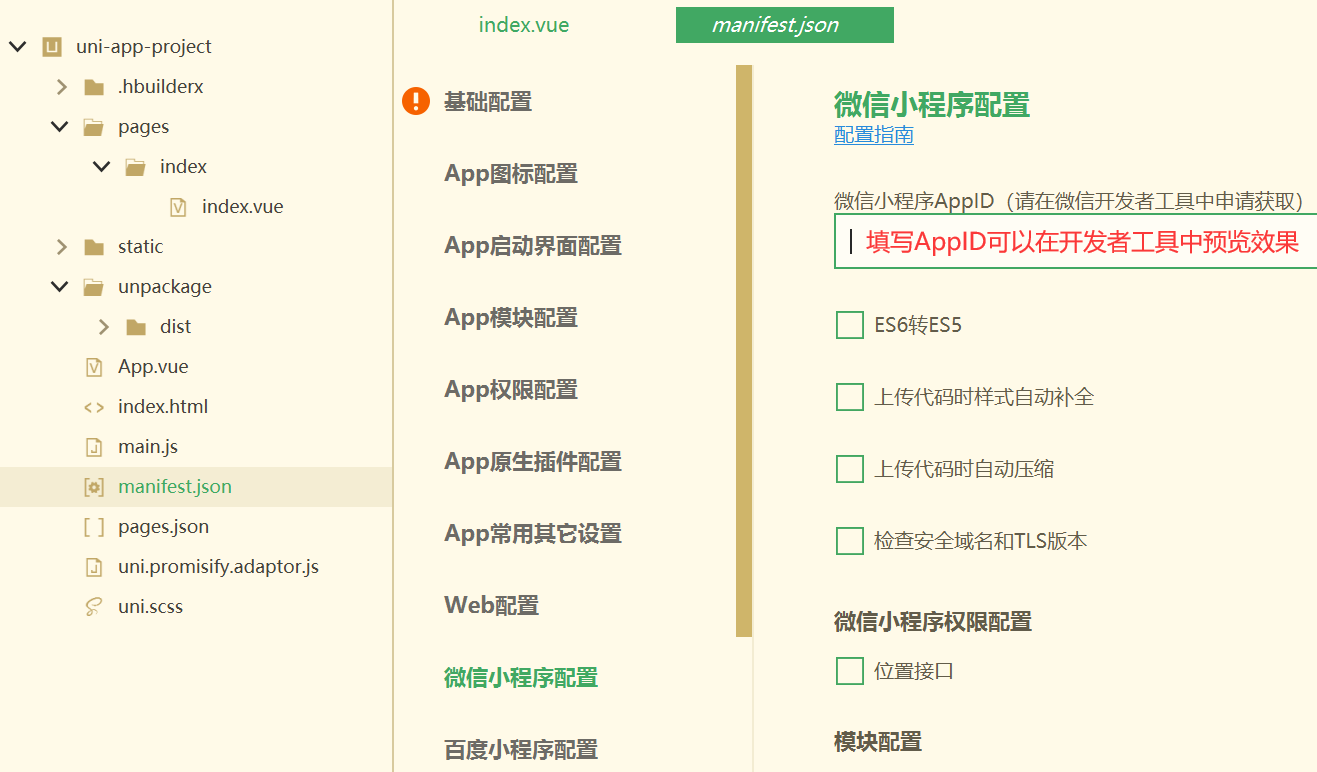 uni-app-project
.hbuilderx
pages
index
index.vue
static
unpackage
dist
App.vue
index.html
main.js
manifest.json
pages.json
uni.promisify.adaptor.js
uni.scss
index.vue
manifest.json
基础配置
App图标配置
App启动界面配置
App模块配置
App权限配置
App原生插件配置
App常用其它设置
Web配置
微信小程序配置
百度小程序配置
微信小程序配置
配置指南
微信小程序AppID（请在微信开发者工具中申请获取）
填写AppID可以在开发者工具中预览效果
ES6转ES5
上传代码时样式自动补全
上传代码时自动压缩
检查安全域名和TLS版本
微信小程序权限配置
位置接口
模块配置